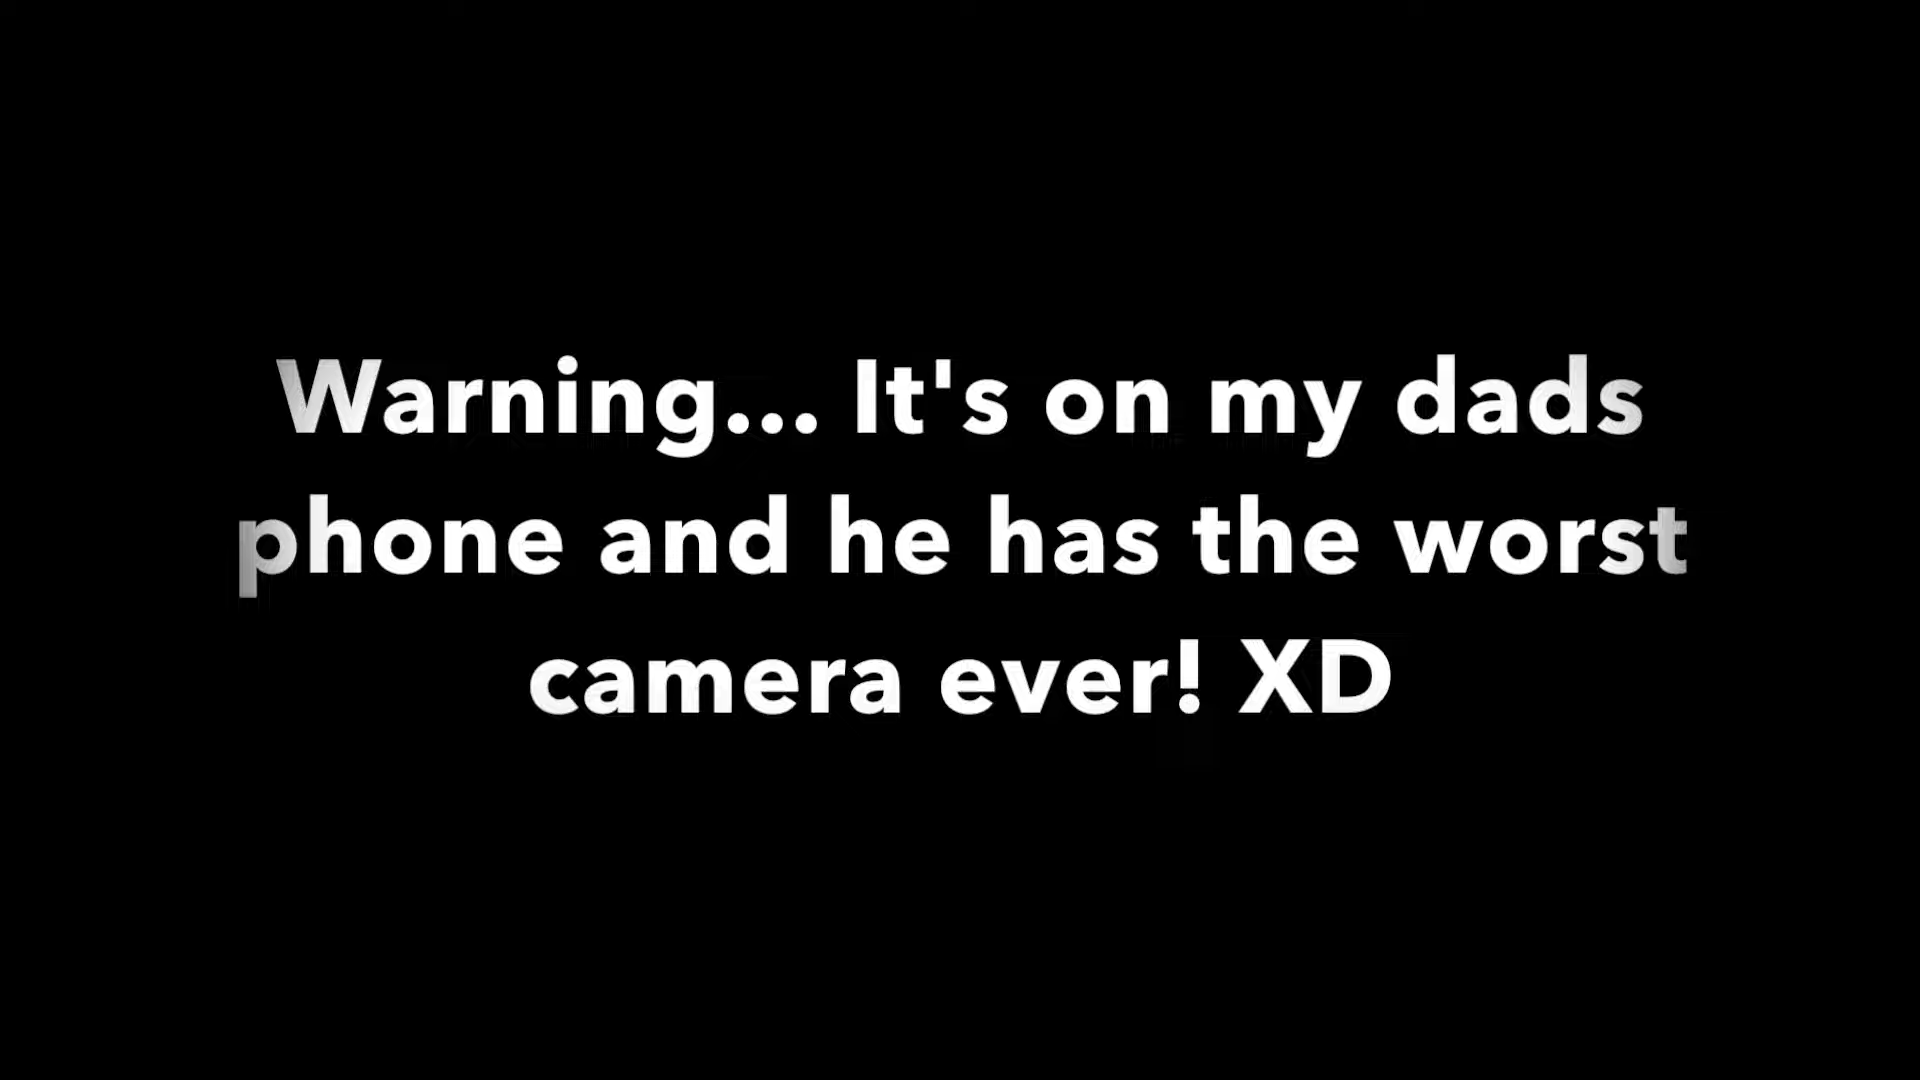 Warning... It's on my dads
phone and he has the worst
camera ever! XD